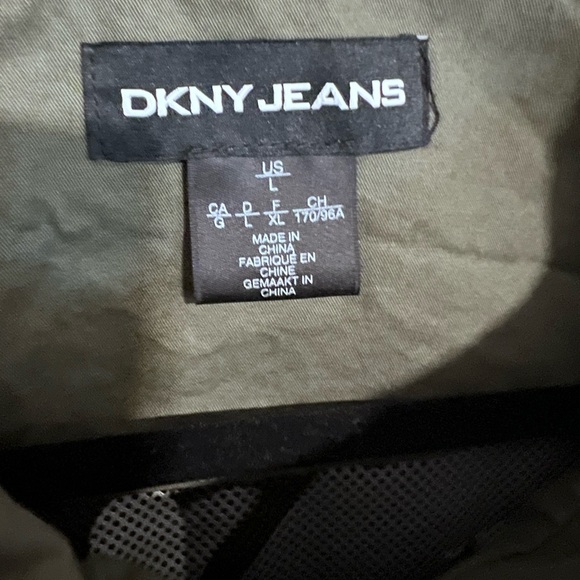 DKNY JEANS
US
L
CA D F CH
G L XL 170/96A
MADE IN
CHINA
FABRIQUÉ EN
CHINE
GEMAAKT IN
CHINA